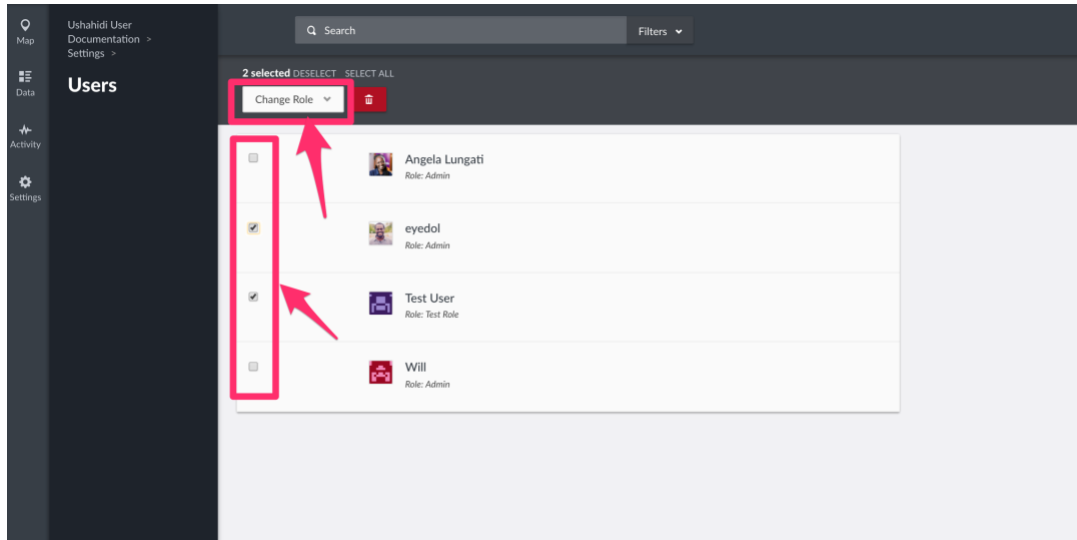 Map
Data
Activity
Settings
Ushahidi User
Documentation >
Settings >
Users
Search
Filters
2 selected DESELECT SELECT ALL
Change Role
Angela Lungati
Role: Admin
eyedol
Role: Admin
Test User
Role: Test Role
Will
Role: Admin